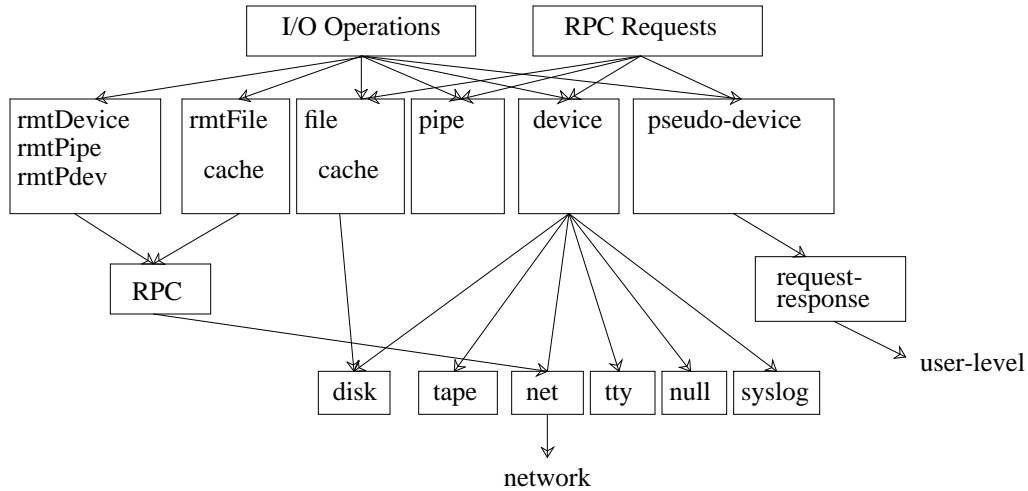 I/O Operations
RPC Requests
rmtDevice
rmtPipe
rmtPdev
rmtFile
cache
file
cache
pipe
device
pseudo-device
RPC
request-
response
user-level
disk
tape
net
tty
null
syslog
network